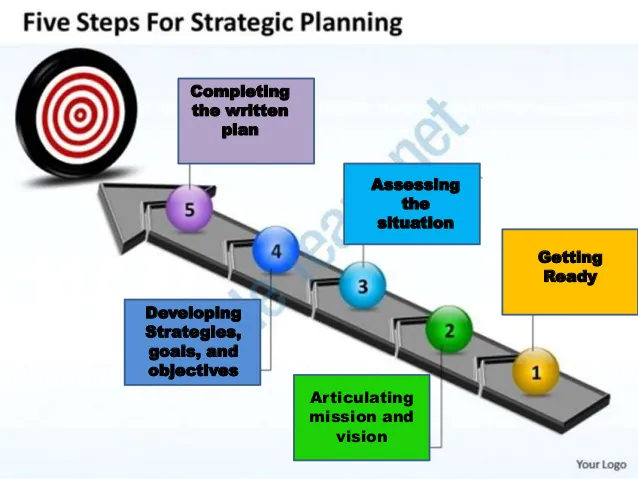 Five Steps For Strategic Planning
Completing
the written
plan
5
Assessing
the
situation
4
Getting
Ready
3
Developing
Strategies,
goals, and
objectives
2
1
Articulating
mission and
vision
Your Logo